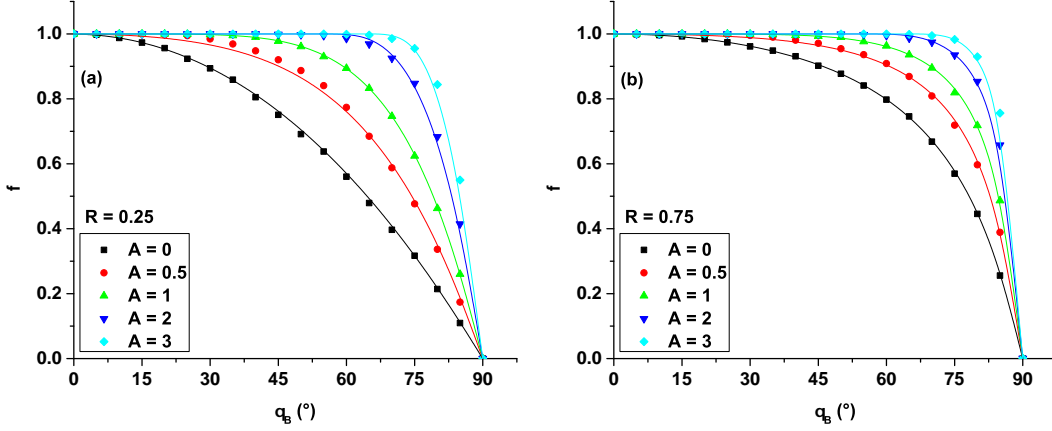 1.0
0.8
0.6
0.4
0.2
0.0
f
(a)
R = 0.25
A = 0
A = 0.5
A = 1
A = 2
A = 3
0 15 30 45 60 75 90
q_B (°)
1.0
0.8
0.6
0.4
0.2
0.0
f
(b)
R = 0.75
A = 0
A = 0.5
A = 1
A = 2
A = 3
0 15 30 45 60 75 90
q_B (°)